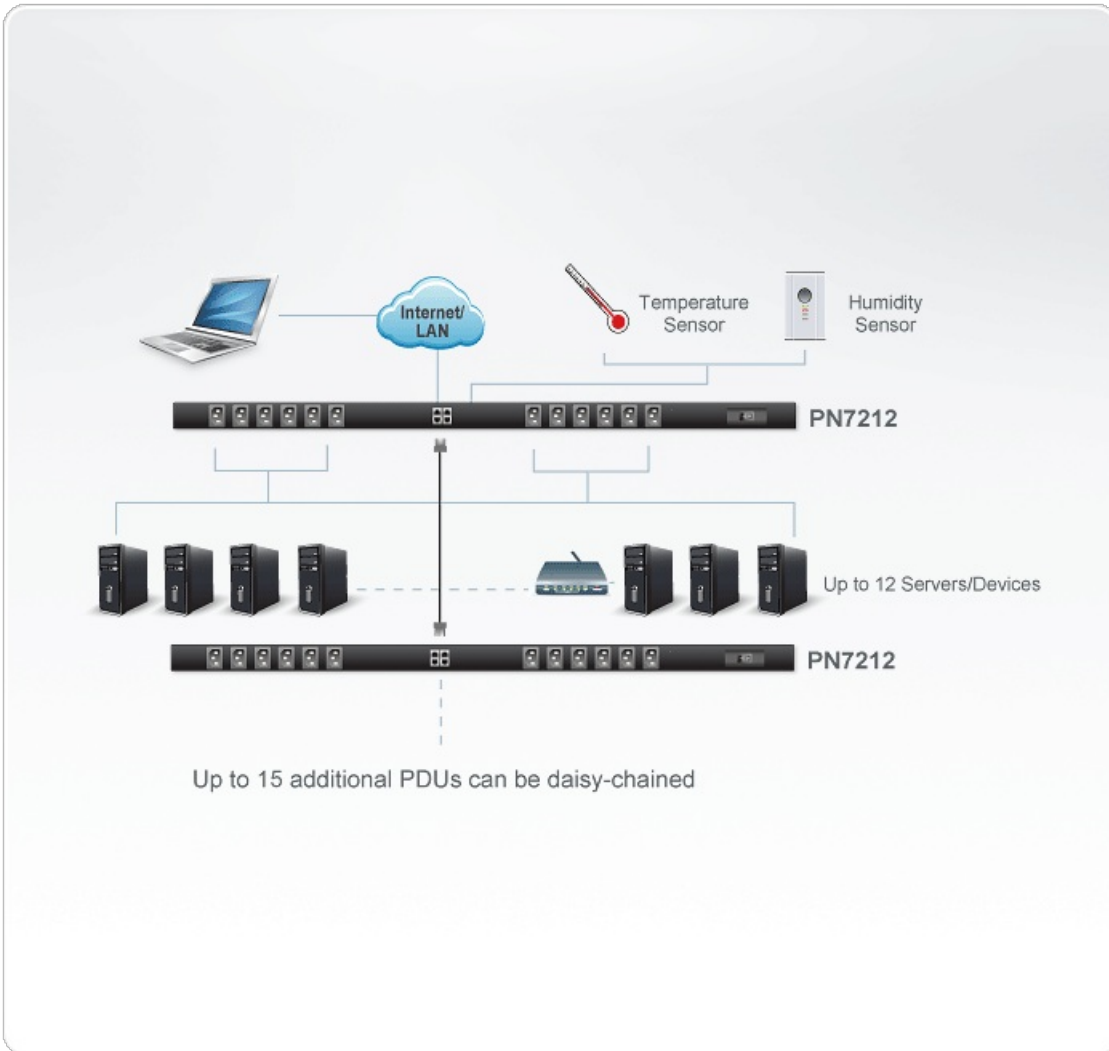 Internet/
LAN
Temperature
Sensor
Humidity
Sensor
PN7212
Up to 12 Servers/Devices
PN7212
Up to 15 additional PDUs can be daisy-chained